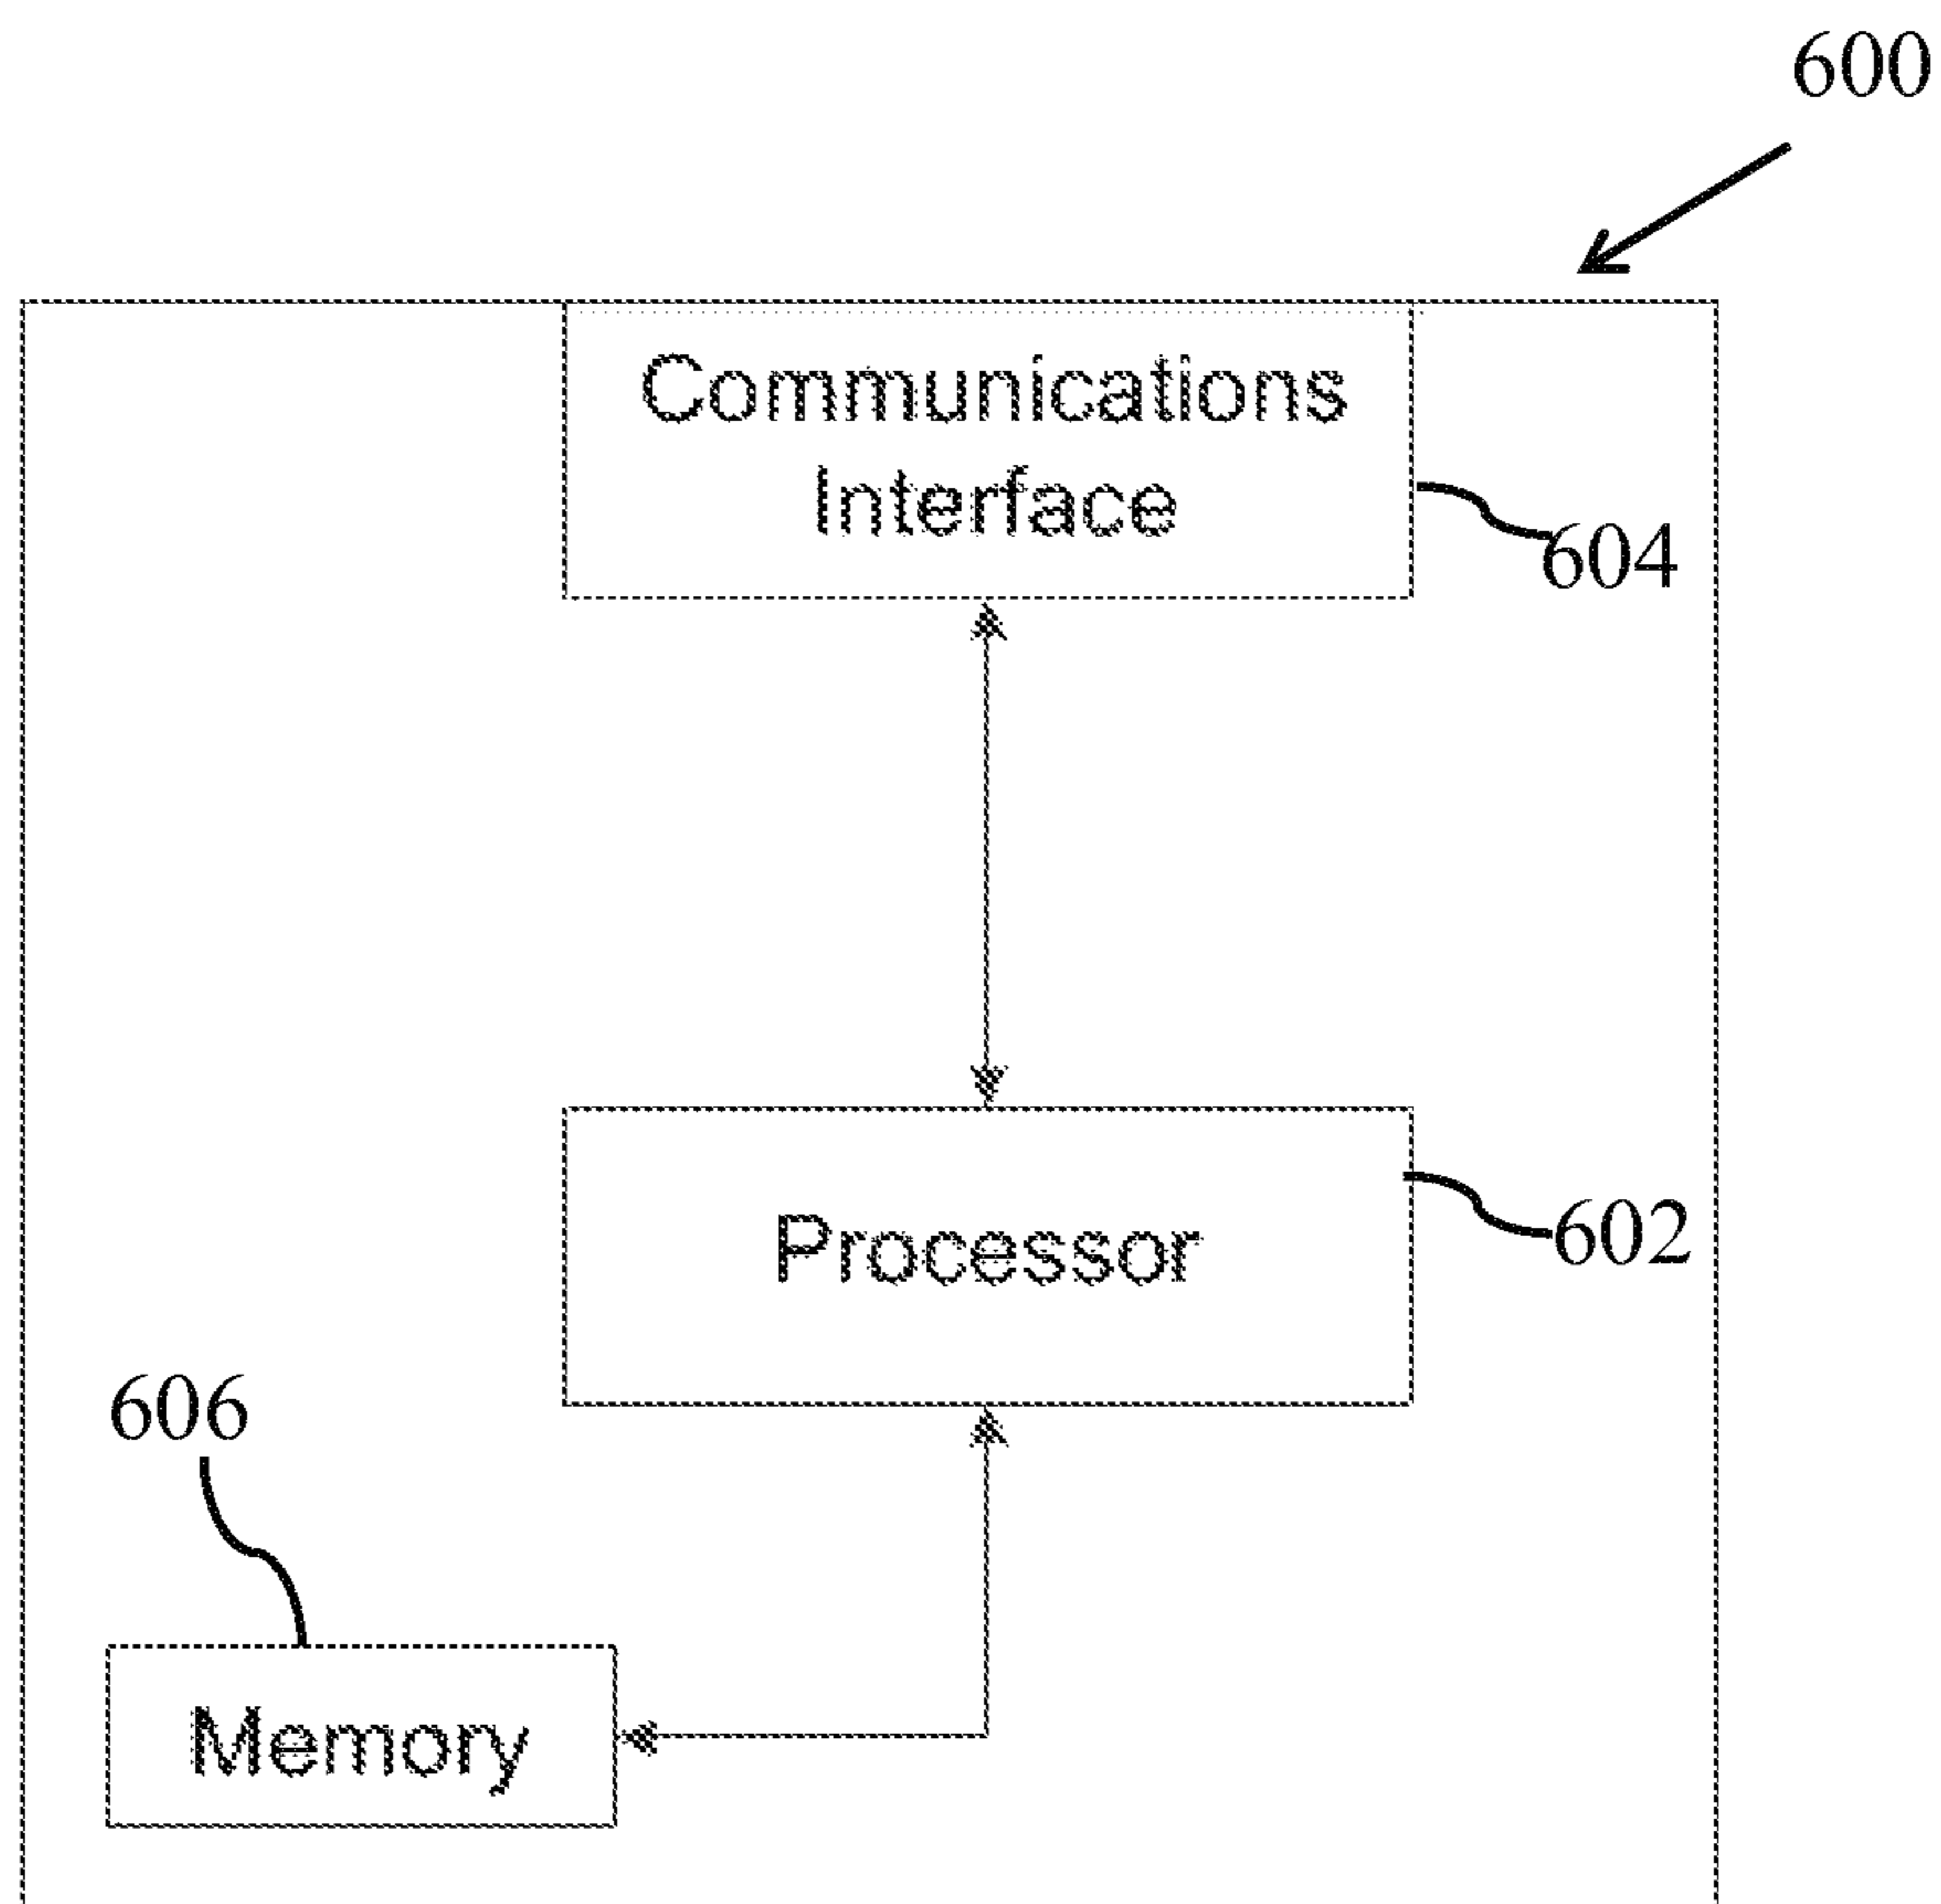 600
Communications
Interface
604
Processor
602
606
Memory